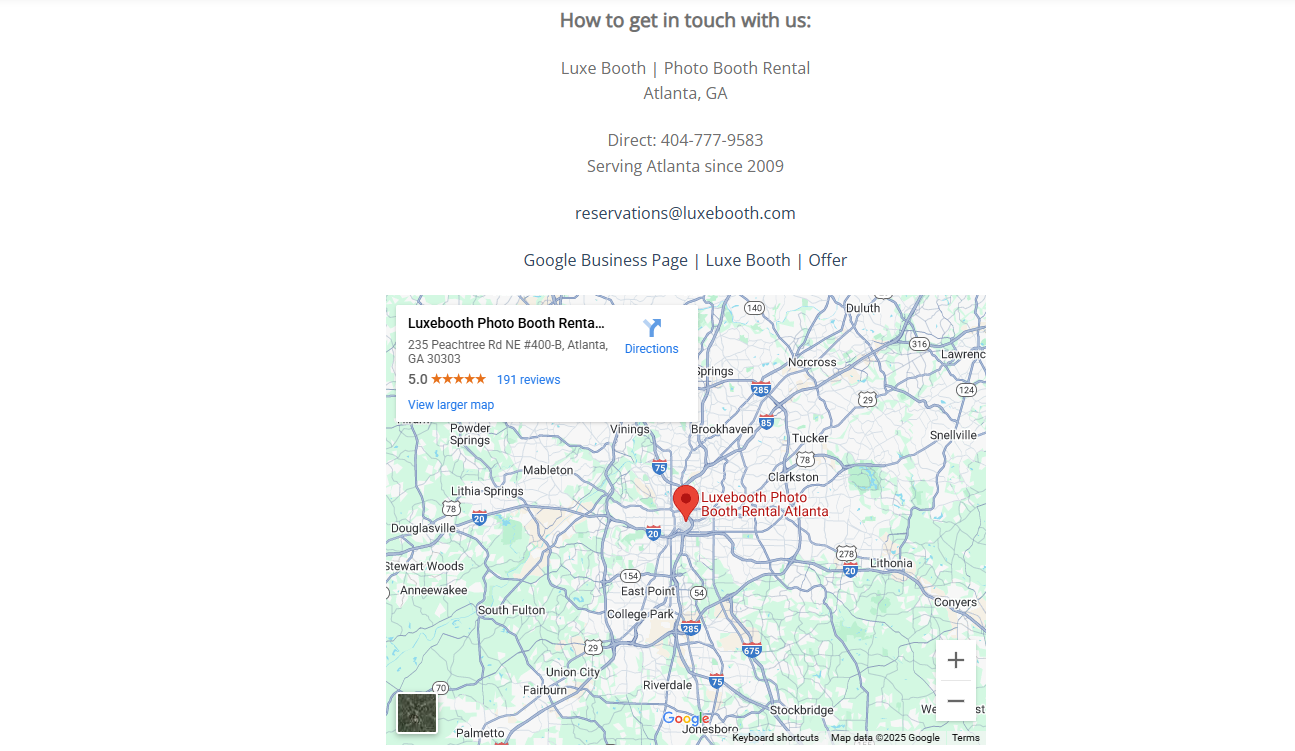 How to get in touch with us:
Luxe Booth | Photo Booth Rental
Atlanta, GA
Direct: 404-777-9583
Serving Atlanta since 2009
reservations@luxebooth.com
Google Business Page | Luxe Booth | Offer
Luxebooth Photo Booth Renta...
235 Peachtree Rd NE #400-B, Atlanta,
GA 30303
5.0
191 reviews
View larger map
Directions
140
Duluth
316
Lawrenc
Norcross
285
124
29
85
Powder
Springs
Vinings
Brookhaven
Tucker
Snellville
78
75
Mableton
Clarkston
Lithia Springs
Luxebooth Photo
Booth Rental Atlanta
78
20
Douglasville
20
278
Lithonia
20
Stewart Woods
154
Anneewakee
East Point
54
Conyers
South Fulton
College Park
285
29
675
Union City
Riverdale
75
70
Fairburn
Stockbridge
Google
Jonesboro
Palmetto
Keyboard shortcuts
Map data ©2025 Google
Terms